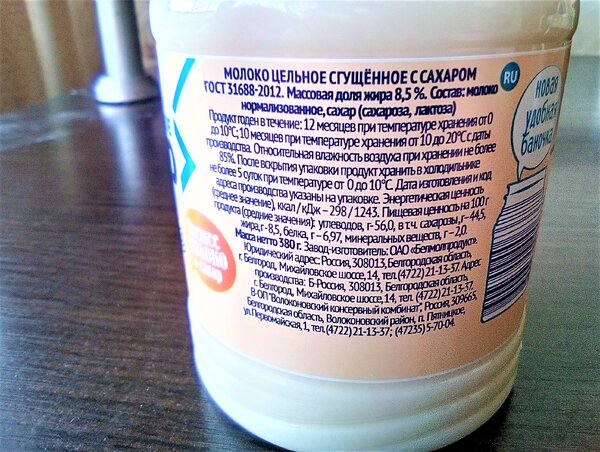 МОЛОКО ЦЕЛЬНОЕ СГУЩЁННОЕ С САХАРОМ
ГОСТ 31688-2012. Массовая доля жира 8,5 %. Состав: молоко
нормализованное, сахар (сахароза, лактоза)
Продукт годен в течение: 12 месяцев при температуре хранения от 0
до 10°С; 10 месяцев при температуре хранения от 10 до 20°С с даты
производства. Относительная влажность воздуха при хранении не более
85%. После вскрытия упаковки продукт хранить в холодильнике
не более 5 суток при температуре от 0 до 10°С. Дата изготовления и код
адреса производства указаны на упаковке. Энергетическая ценность
(среднее значение), ккал / кДж – 298 / 1243. Пищевая ценность на 100 г
продукта (средние значения): углеводов, г-56,0, в т.ч. сахарозы, г-44,5,
жира, г - 8,5, белка, г – 6,97, минеральных веществ, г – 2,0.
Масса нетто 380 г. Завод-изготовитель: ОАО «Белмолпродукт».
Юридический адрес: Россия, 308013, Белгородская область,
г. Белгород, Михайловское шоссе, 14, тел. (4722) 21-13-37. Адрес
производства: Б-Россия, 308013, Белгородская область,
г. Белгород, Михайловское шоссе, 14, тел. (4722) 21-13-37,
В-ОП "Волоконовский консервный комбинат", Россия, 309665,
Белгородская область, Волоконовский район, п. Пятницкое,
ул. Первомайская, 1, тел. (4722) 21-13-37; (47235) 5-70-04.
RU
новая
удобная
баночка